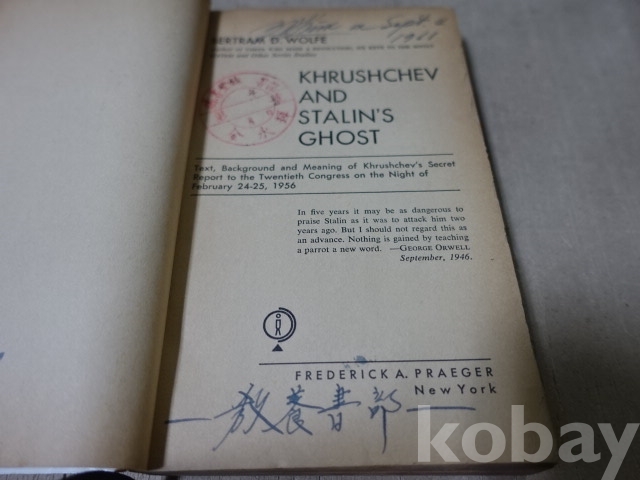 Sept 6
BERTRAM D. WOLFE
KHRUSHCHEV
AND
STALIN'S
GHOST
Text, Background and Meaning of Khrushchev's Secret
Report to the Twentieth Congress on the Night of
February 24-25, 1956
In five years it may be as dangerous to
praise Stalin as it was to attack him two
years ago. But I should not regard this as
an advance. Nothing is gained by teaching
a parrot a new word. —GEORGE ORWELL
September, 1946.
FREDERICK A. PRAEGER
New York
敎養書部
kobay